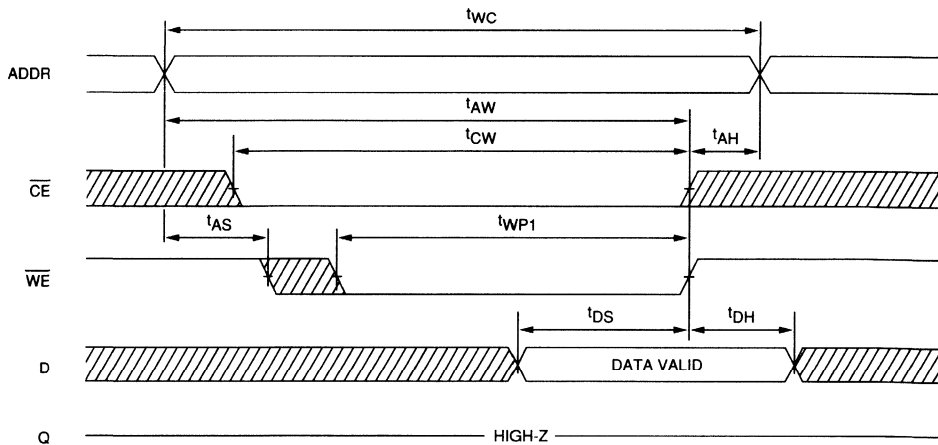 tWC
ADDR
tAW
tCW
tAH
CE
tAS
tWP1
WE
tDS
tDH
D
DATA VALID
Q
HIGH-Z